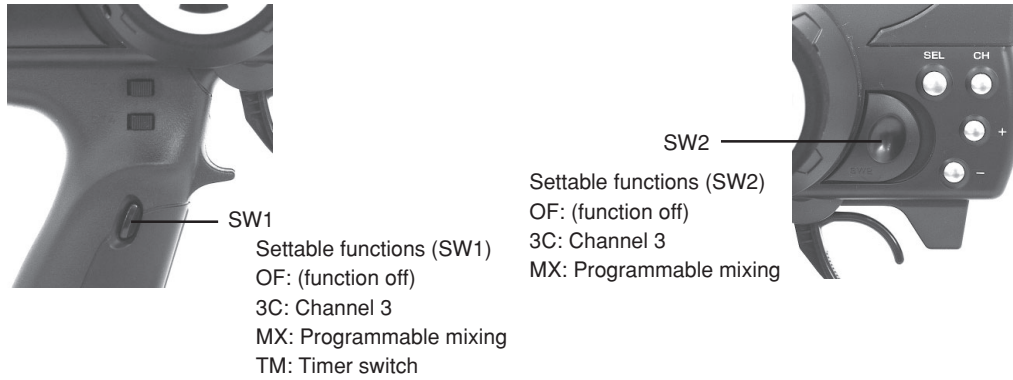 SW1
Settable functions (SW1)
OF: (function off)
3C: Channel 3
MX: Programmable mixing
TM: Timer switch
SEL CH
+
−
SW2
SW2
Settable functions (SW2)
OF: (function off)
3C: Channel 3
MX: Programmable mixing